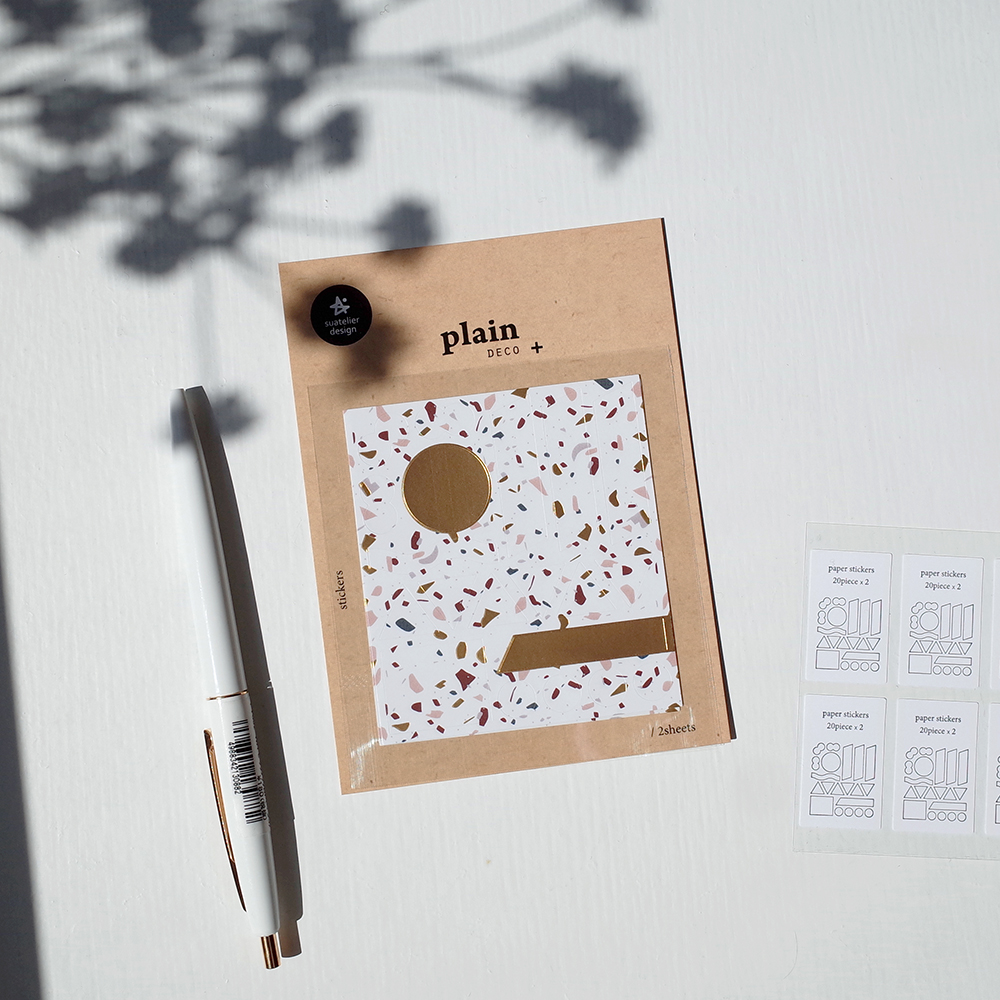 suatelier
design
plain
DECO +
stickers
/ 2sheets
paper stickers
20piece x 2
paper stickers
20piece x 2
paper stickers
20piece x 2
paper stickers
20piece x 2